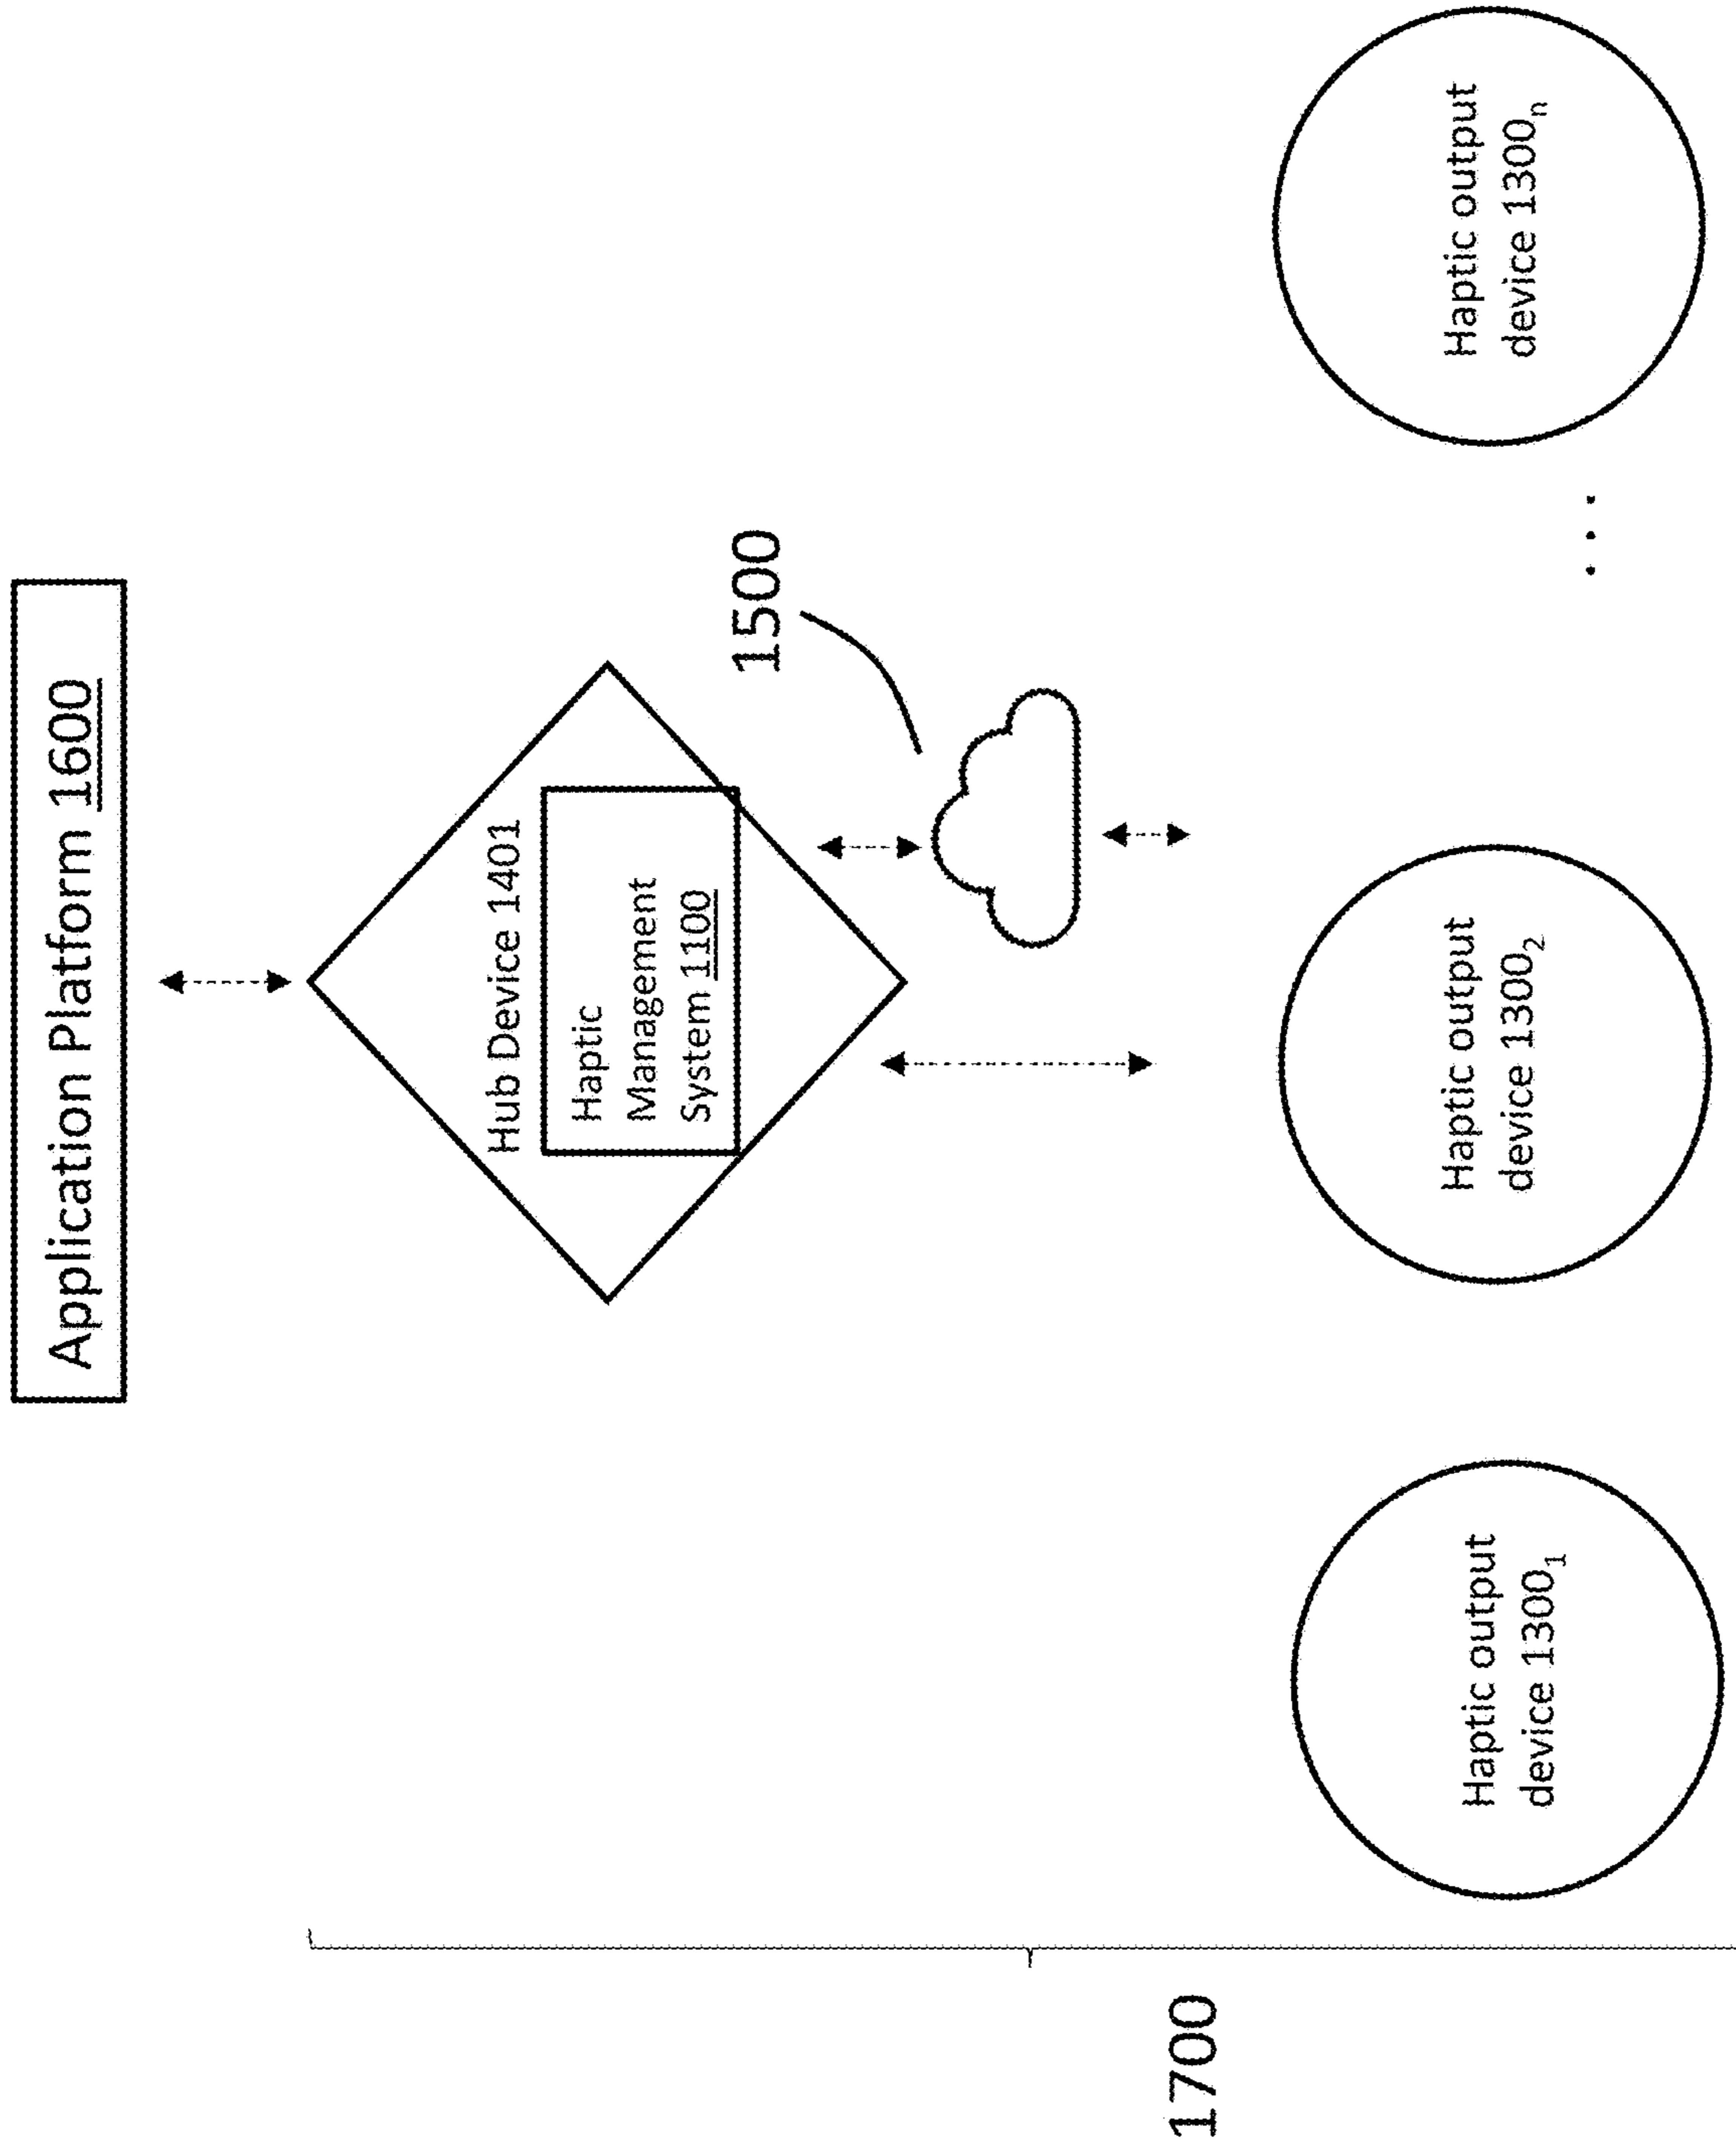 Application Platform 1600
Hub Device 1401
Haptic
Management
System 1100
1500
1700
Haptic output
device 1300₁
Haptic output
device 1300₂
...
Haptic output
device 1300ₙ